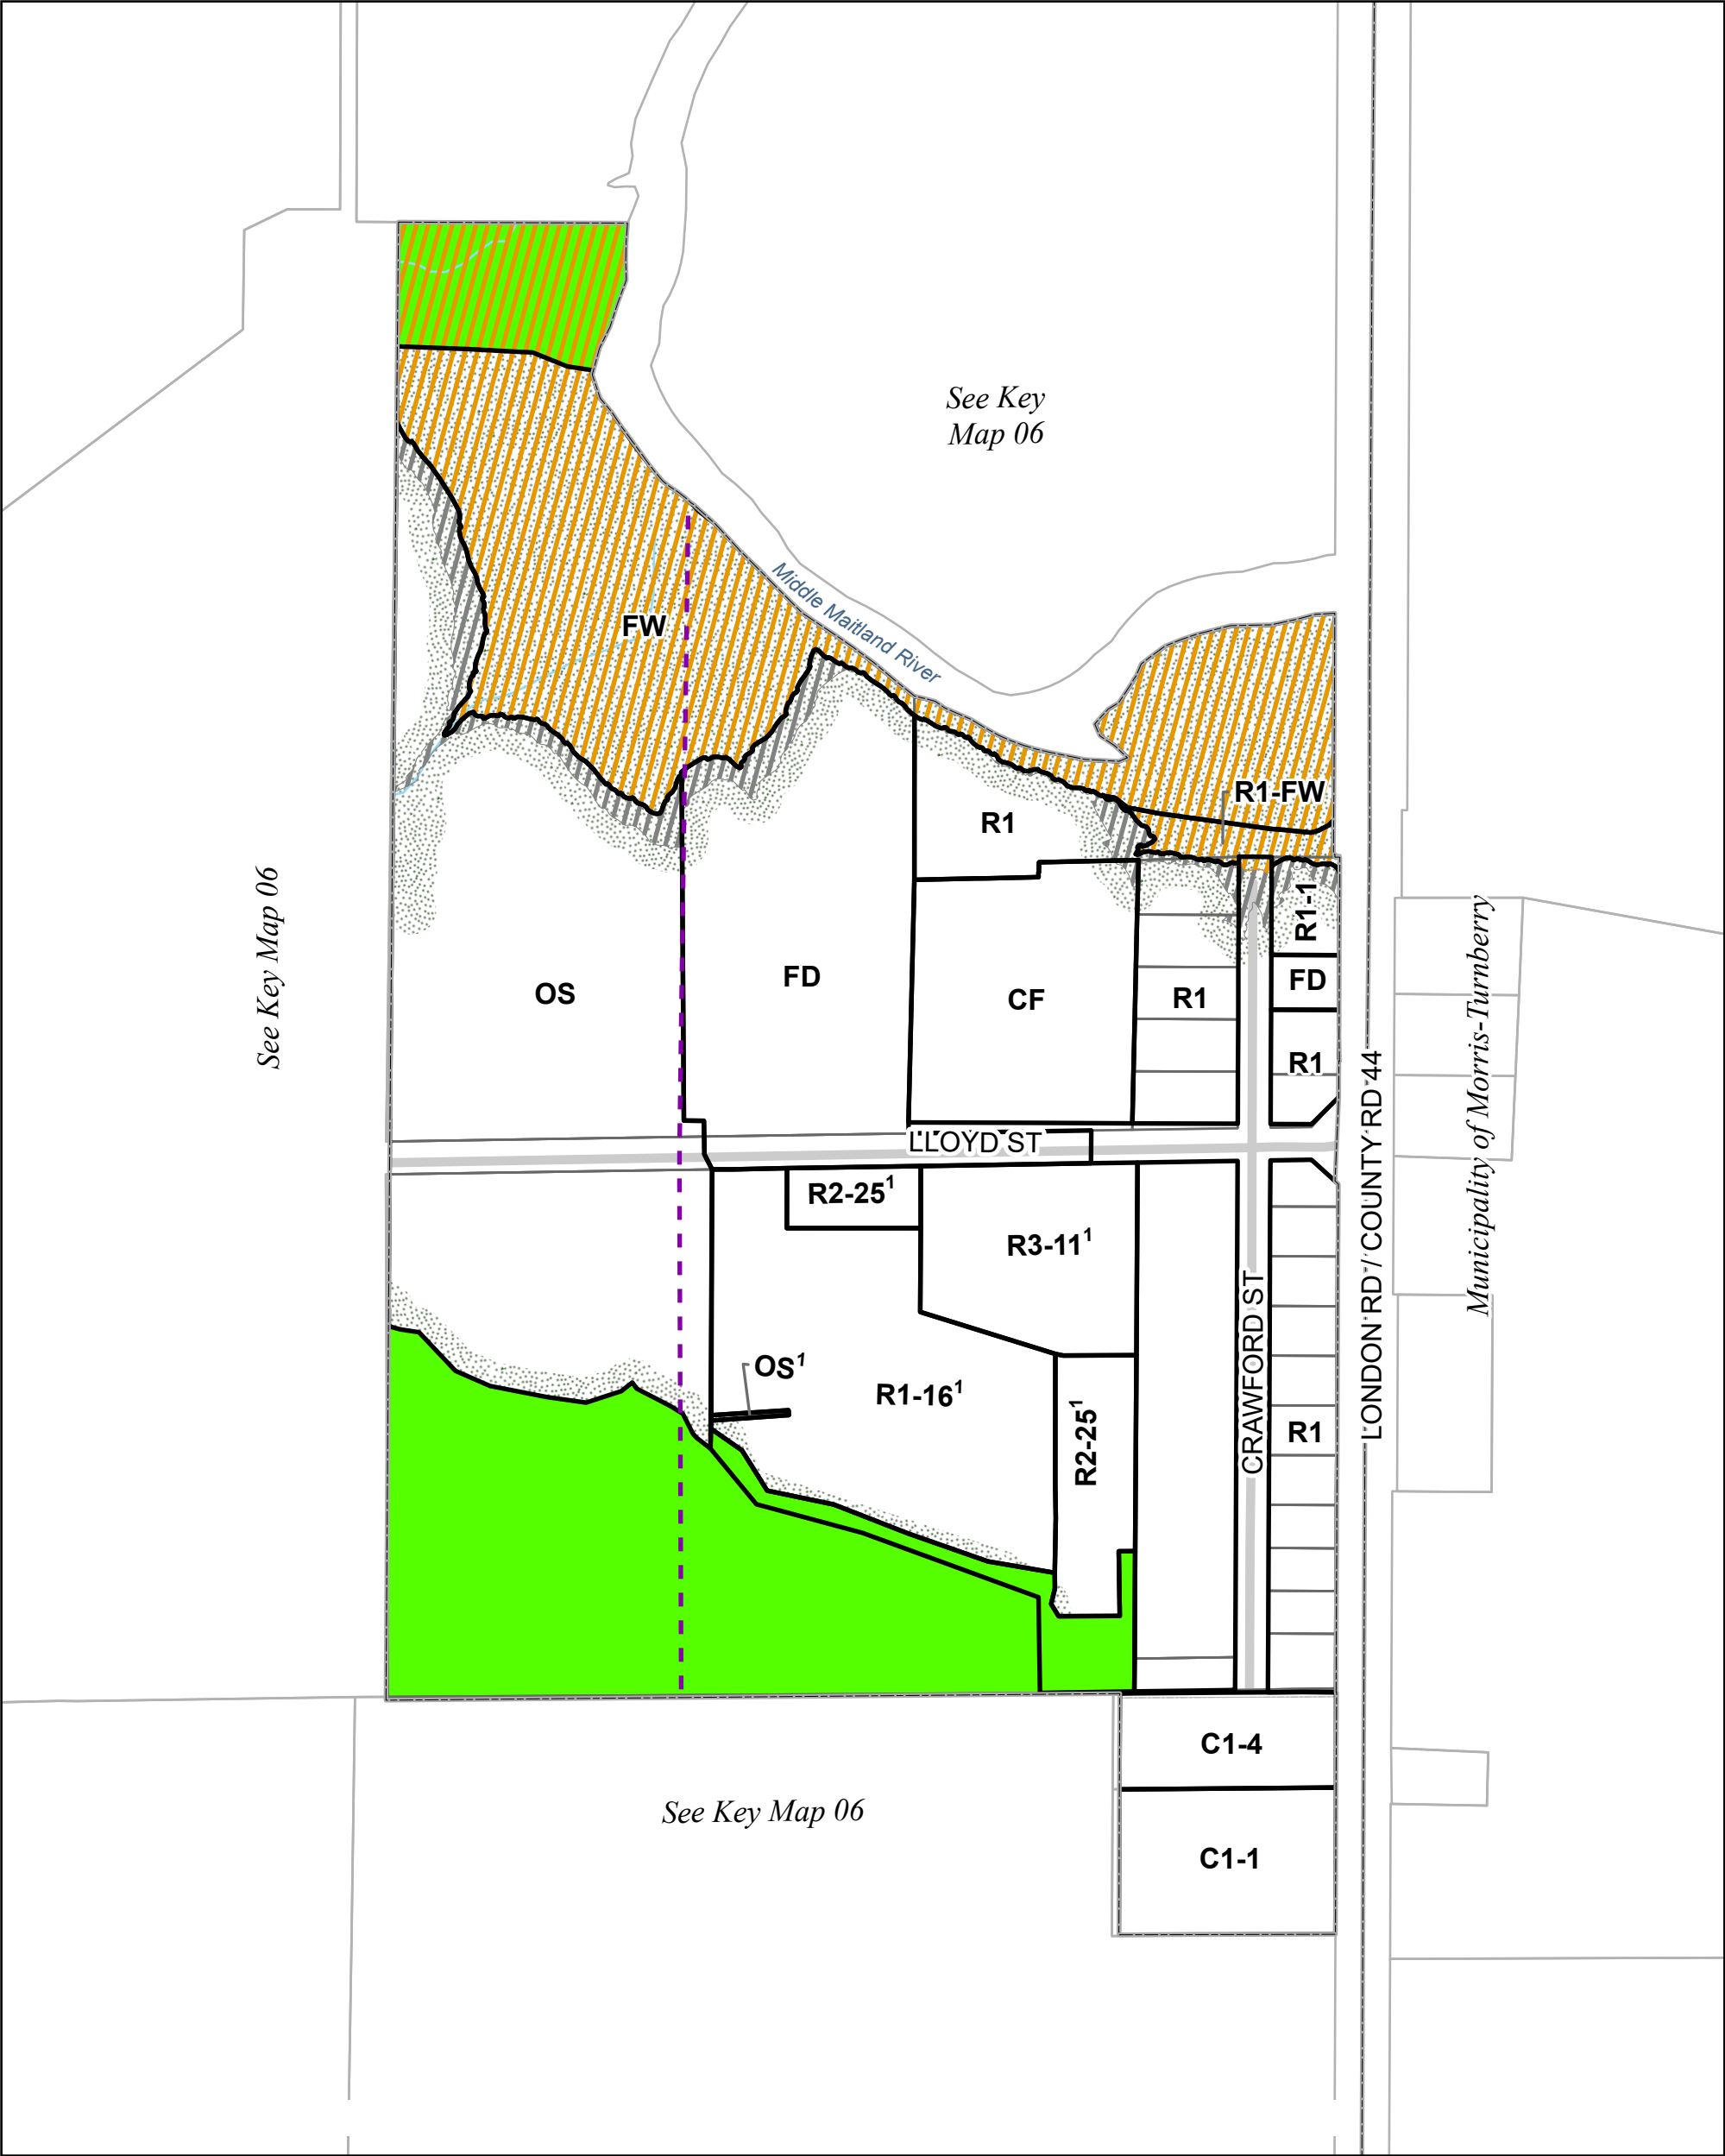 See Key
Map 06
Middle Maitland River
FW
R1-FW
R1
R1-1
See Key Map 06
OS
FD
CF
R1
FD
R1
Municipality of Morris-Turnberry
LONDON RD / COUNTY RD 44
LLOYD ST
R2-25¹
R3-11¹
CRAWFORD ST
OS¹
R1-16¹
R2-25¹
R1
C1-4
See Key Map 06
C1-1